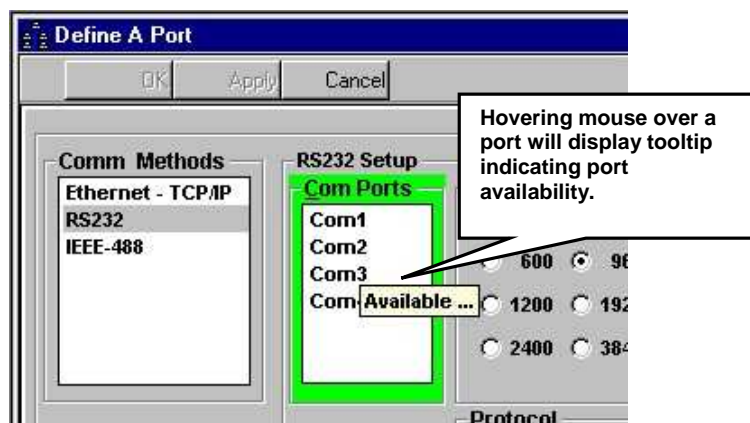 Define A Port
OK Apply Cancel
Hovering mouse over a
port will display tooltip
indicating port
availability.
Comm Methods
Ethernet - TCP/IP
RS232
IEEE-488
RS232 Setup
Com Ports
Com1
Com2
Com3
Com
Available ...
600
1200
2400
Protocol